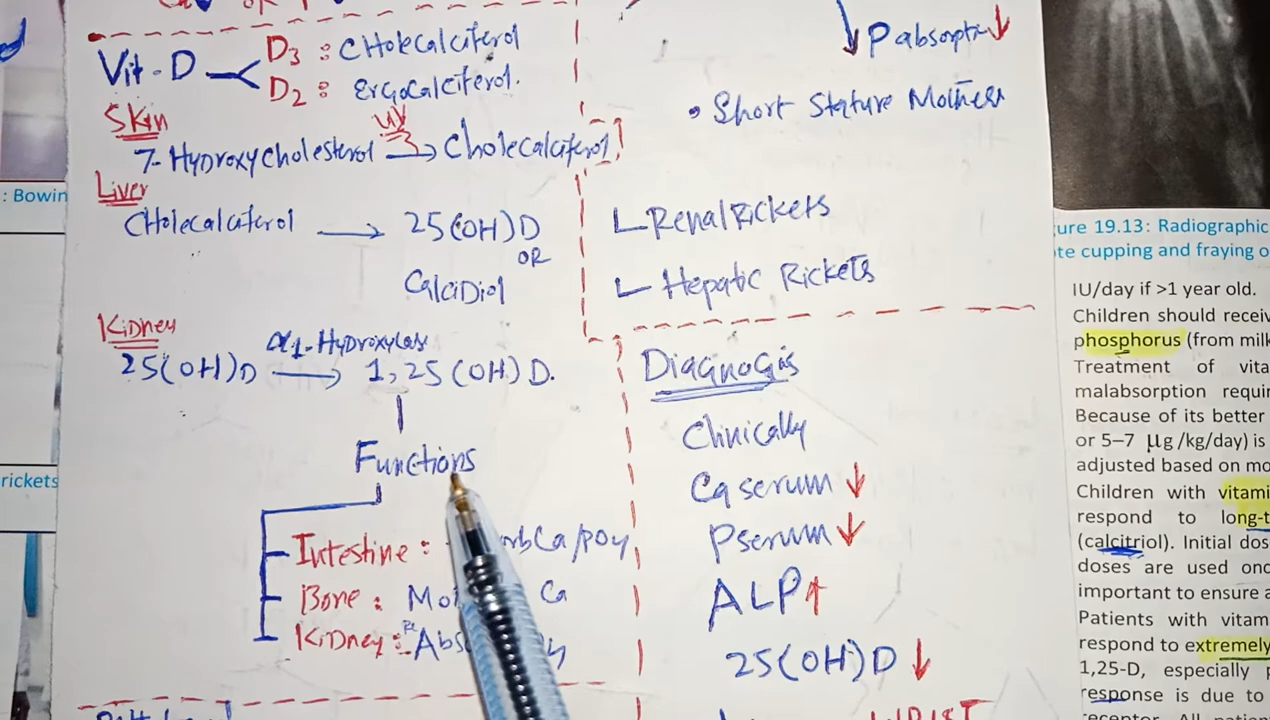 Vit-D
D3 : CHolecalciferol
D2 : Ergocalciferol.
Skin
UV
7-Hydroxycholesterol → Cholecalciferol
Liver
CHolecalciferol → 25(OH)D
OR
CalciDiol
Kidney
α1-Hydroxylase
25(OH)D → 1,25(OH)D.
Functions
Intestine :
Bone :
Ca
KiDney :
P absorption ↓
• Short Stature Mother
Renal Rickets
Hepatic Rickets
Diagnosis
Clinically
Ca serum ↓
P serum ↓
ALP ↑
25(OH)D ↓
: Bowin
rickets
ure 19.13: Radiographic
te cupping and fraying o
IU/day if >1 year old.
Children should receiv
phosphorus (from milk
Treatment of vita
malabsorption requir
Because of its better
or 5–7 µg/kg/day) is
adjusted based on mo
Children with vitami
respond to long-t
(calcitriol). Initial dos
doses are used onc
important to ensure a
Patients with vitam
respond to extremely
1,25-D, especially p
response is due to